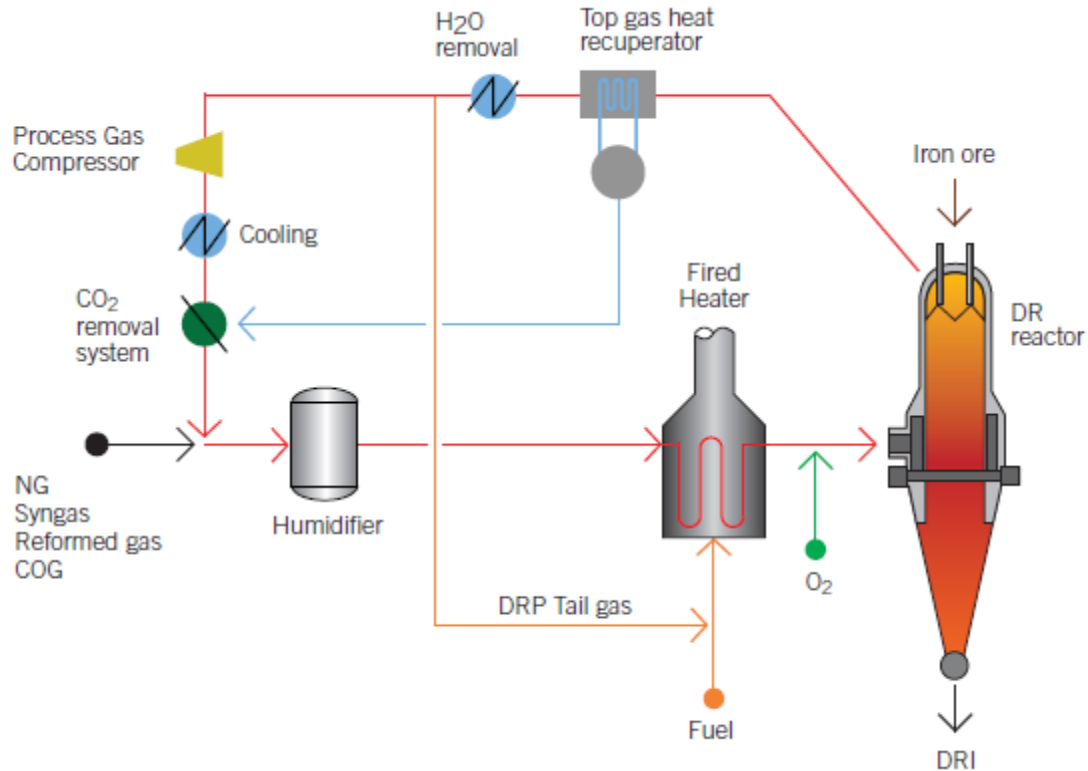 H2O
removal
Top gas heat
recuperator
Process Gas
Compressor
Iron ore
Cooling
Fired
Heater
CO2
removal
system
DR
reactor
NG
Syngas
Reformed gas
COG
Humidifier
O2
DRP Tail gas
Fuel
DRI